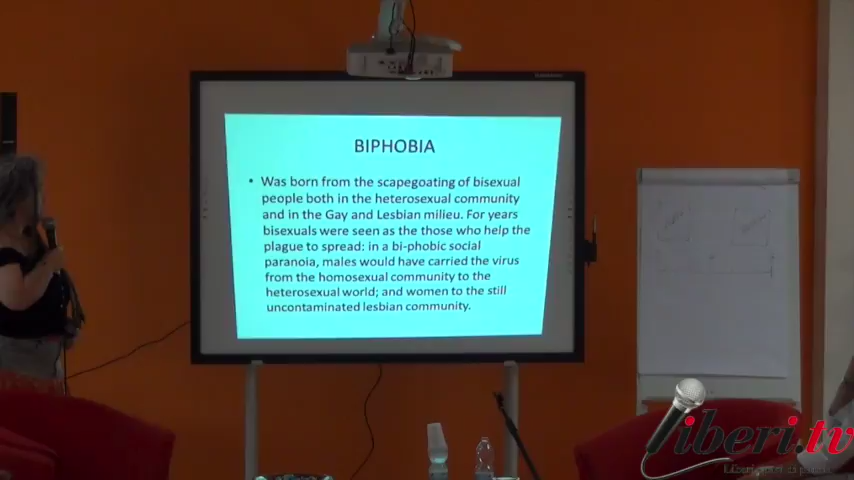 BIPHOBIA
• Was born from the scapegoating of bisexual
people both in the heterosexual community
and in the Gay and Lesbian milieu. For years
bisexuals were seen as the those who help the
plague to spread: in a bi-phobic social
paranoia, males would have carried the virus
from the homosexual community to the
heterosexual world; and women to the still
uncontaminated lesbian community.
liberi.tv